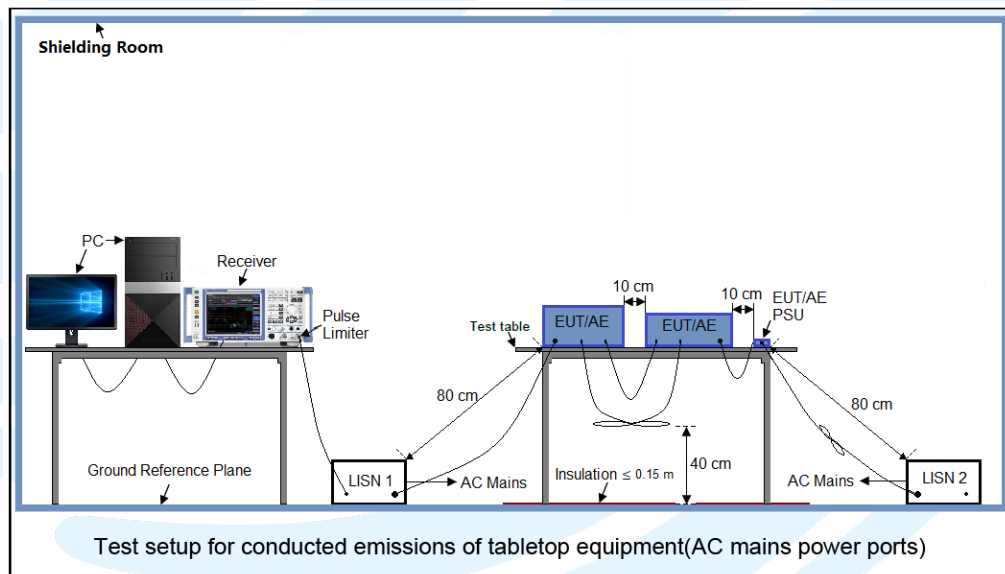 Shielding Room
PC
Receiver
Pulse
Limiter
10 cm
10 cm
EUT/AE
PSU
Test table
EUT/AE
EUT/AE
80 cm
80 cm
40 cm
Ground Reference Plane
LISN 1
AC Mains
Insulation ≤ 0.15 m
AC Mains
LISN 2
Test setup for conducted emissions of tabletop equipment(AC mains power ports)